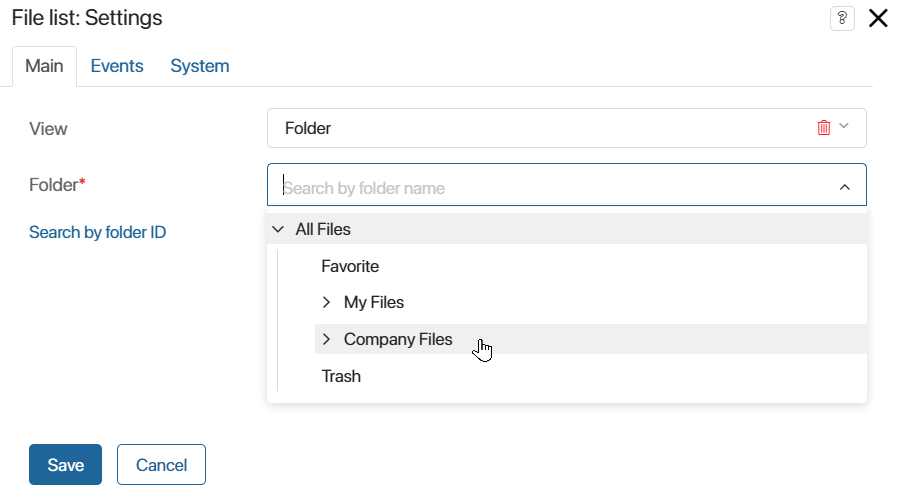 File list: Settings
?
Main Events System
View Folder
Folder* Search by folder name
Search by folder ID
All Files
Favorite
My Files
Company Files
Trash
Save Cancel